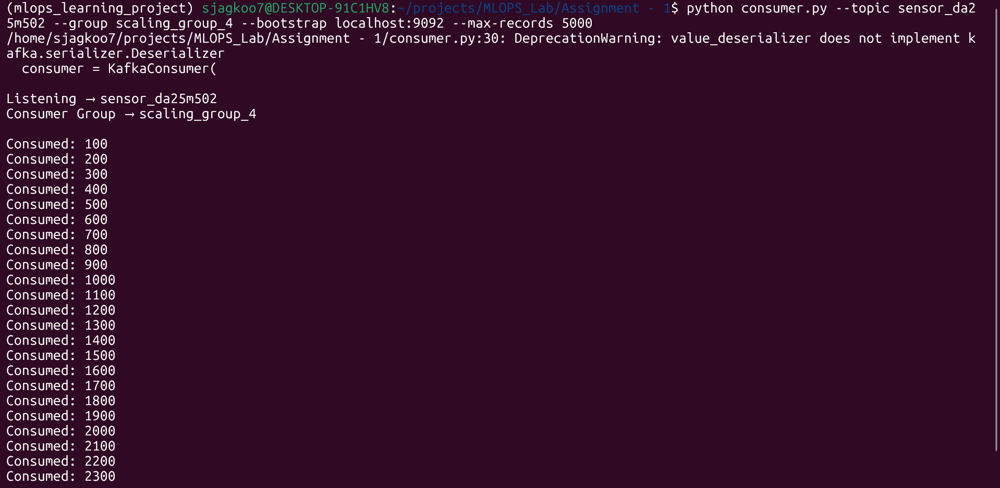 (mlops_learning_project) sjagkoo7@DESKTOP-91C1HV8:~/projects/MLOPS_Lab/Assignment - 1$ python consumer.py --topic sensor_da2
5m502 --group scaling_group_4 --bootstrap localhost:9092 --max-records 5000
/home/sjagkoo7/projects/MLOPS_Lab/Assignment - 1/consumer.py:30: DeprecationWarning: value_deserializer does not implement k
afka.serializer.Deserializer
  consumer = KafkaConsumer(
Listening → sensor_da25m502
Consumer Group → scaling_group_4
Consumed: 100
Consumed: 200
Consumed: 300
Consumed: 400
Consumed: 500
Consumed: 600
Consumed: 700
Consumed: 800
Consumed: 900
Consumed: 1000
Consumed: 1100
Consumed: 1200
Consumed: 1300
Consumed: 1400
Consumed: 1500
Consumed: 1600
Consumed: 1700
Consumed: 1800
Consumed: 1900
Consumed: 2000
Consumed: 2100
Consumed: 2200
Consumed: 2300